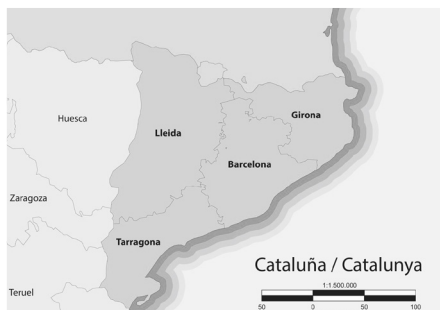 Girona
Huesca
Lleida
Barcelona
Zaragoza
Tarragona
Cataluña / Catalunya
1:1.500.000
Teruel
50 0 50 100